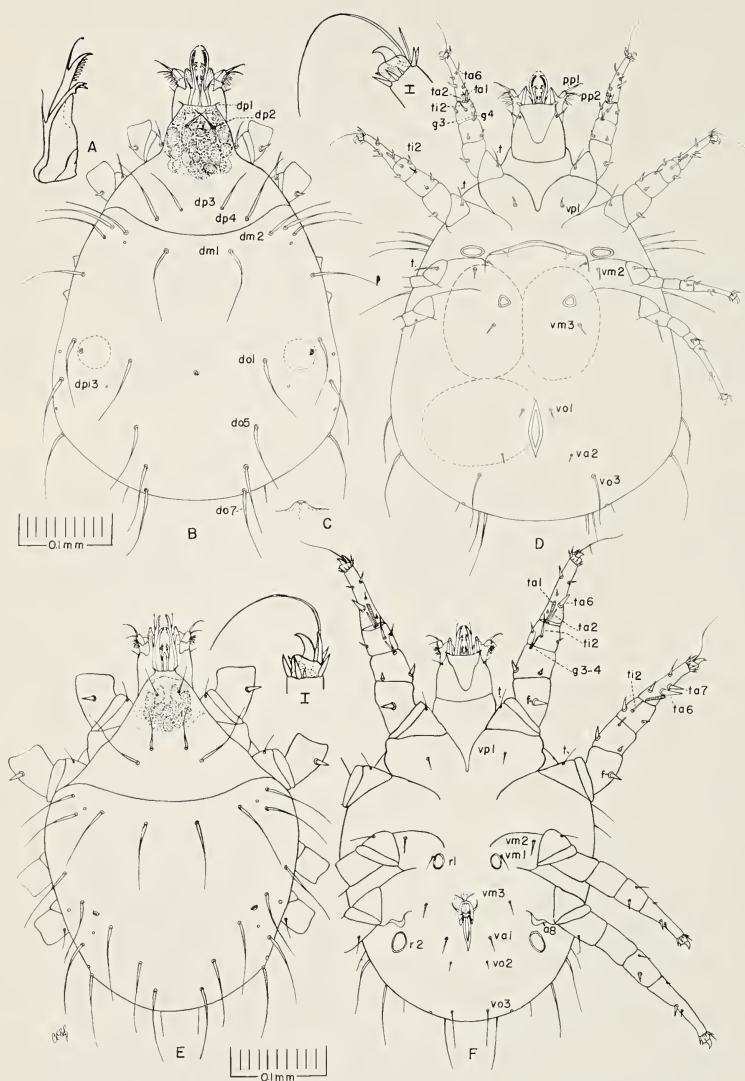 A
dp1
dp2
dp3
dp4
dm2
dm1
do1
dpi3
do5
do7
0.1mm
B
C
I
ta6
ta2
ta1
ti2
g3
g4
pp1
pp2
t
vp1
ti2
t.
vm2
vm3
vo1
va2
vo3
D
I
E
0.1mm
ta1
ta6
ta2
ti2
g3-4
f
t
vp1
t.
f
ti2
ta7
ta6
vm2
vm1
r1
vm3
a8
r2
va1
vo2
vo3
F